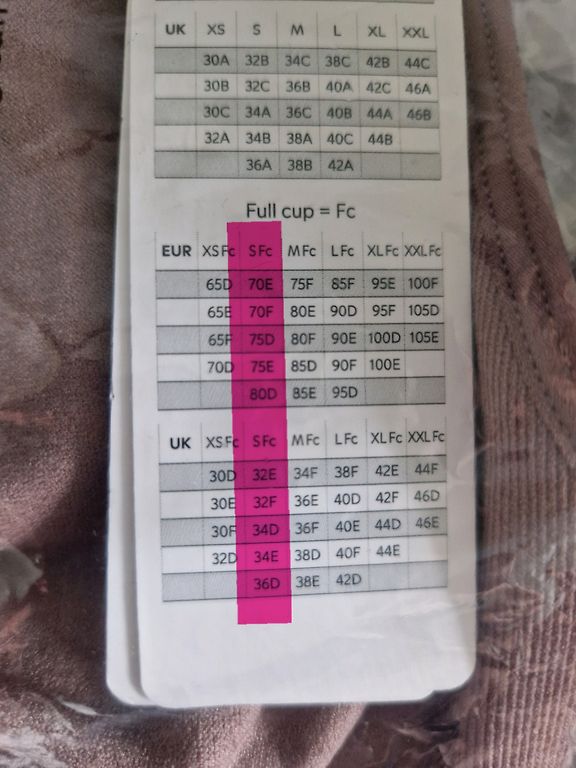 UK XS S M L XL XXL
30A 32B 34C 38C 42B 44C
30B 32C 36B 40A 42C 46A
30C 34A 36C 40B 44A 46B
32A 34B 38A 40C 44B
36A 38B 42A
Full cup = Fc
EUR XS Fc S Fc M Fc L Fc XL Fc XXL Fc
65D 70E 75F 85F 95E 100F
65E 70F 80E 90D 95F 105D
65F 75D 80F 90E 100D 105E
70D 75E 85D 90F 100E
80D 85E 95D
UK XS Fc S Fc M Fc L Fc XL Fc XXL Fc
30D 32E 34F 38F 42E 44F
30E 32F 36E 40D 42F 46D
30F 34D 36F 40E 44D 46E
32D 34E 38D 40F 44E
36D 38E 42D